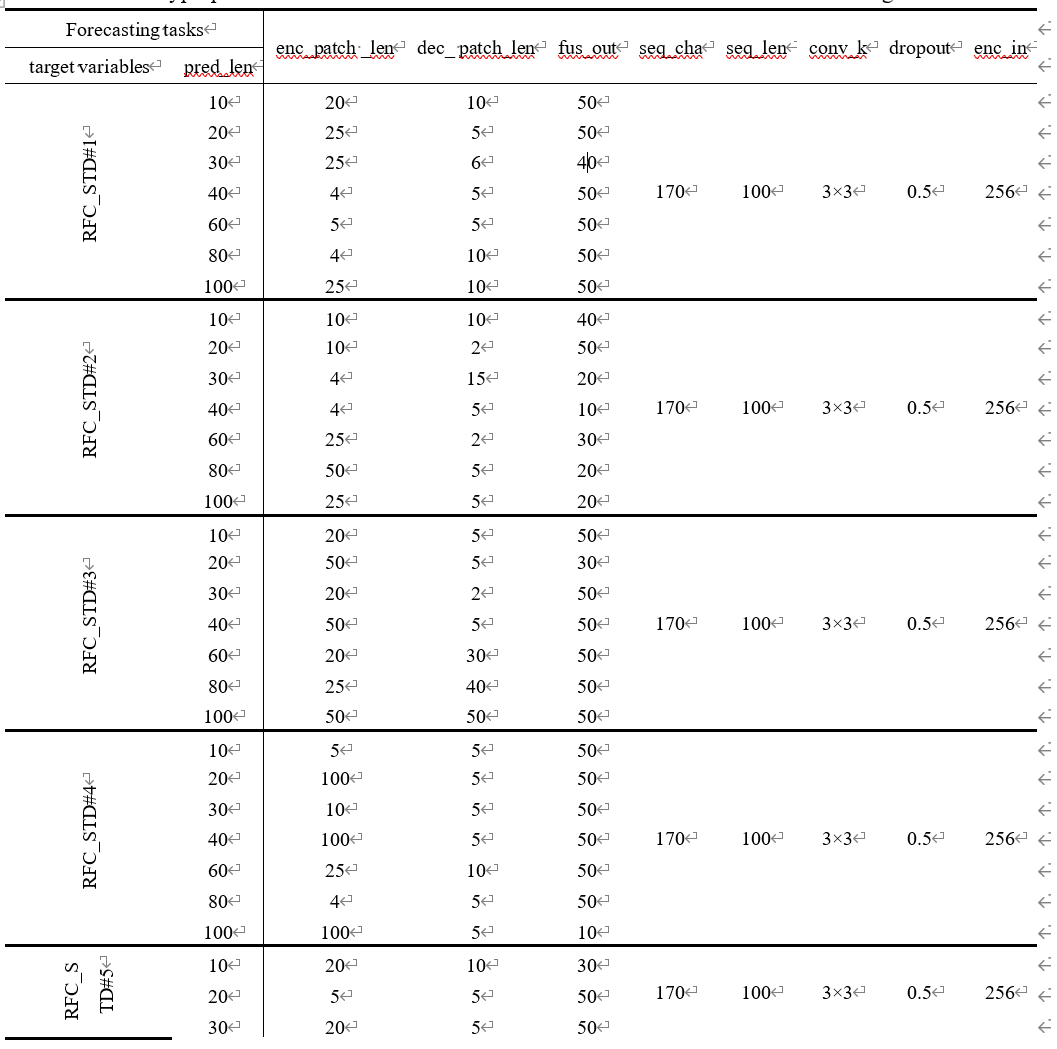 Forecasting tasks
enc_patch_len dec_patch_len fus_out seq_cha seq_len conv_k dropout enc_in
target variables pred_len
10 20 10 50
20 25 5 50
30 25 6 40
RFC_STD#1 40 4 5 50 170 100 3×3 0.5 256
60 5 5 50
80 4 10 50
100 25 10 50
10 10 10 40
20 10 2 50
30 4 15 20
RFC_STD#2 40 4 5 10 170 100 3×3 0.5 256
60 25 2 30
80 50 5 20
100 25 5 20
10 20 5 50
20 50 5 30
30 20 2 50
RFC_STD#3 40 50 5 50 170 100 3×3 0.5 256
60 20 30 50
80 25 40 50
100 50 50 50
10 5 5 50
20 100 5 50
30 10 5 50
RFC_STD#4 40 100 5 50 170 100 3×3 0.5 256
60 25 10 50
80 4 5 50
100 100 5 10
10 20 10 30
RFC_S
TD#5 20 5 5 50 170 100 3×3 0.5 256
30 20 5 50